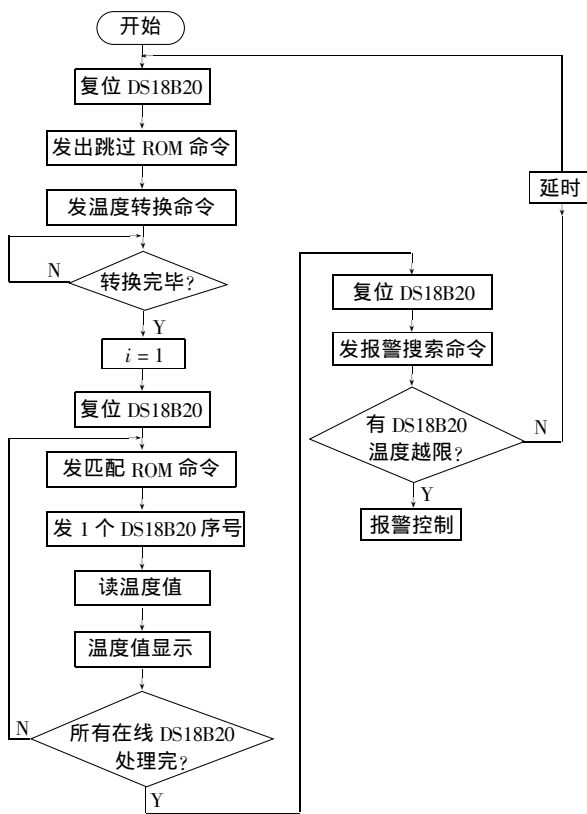 开始
复位 DS18B20
发出跳过 ROM 命令
发温度转换命令
转换完毕?
N
Y
i = 1
复位 DS18B20
发匹配 ROM 命令
发 1 个 DS18B20 序号
读温度值
温度值显示
所有在线 DS18B20
处理完?
N
Y
复位 DS18B20
发报警搜索命令
有 DS18B20
温度越限?
N
Y
报警控制
延时